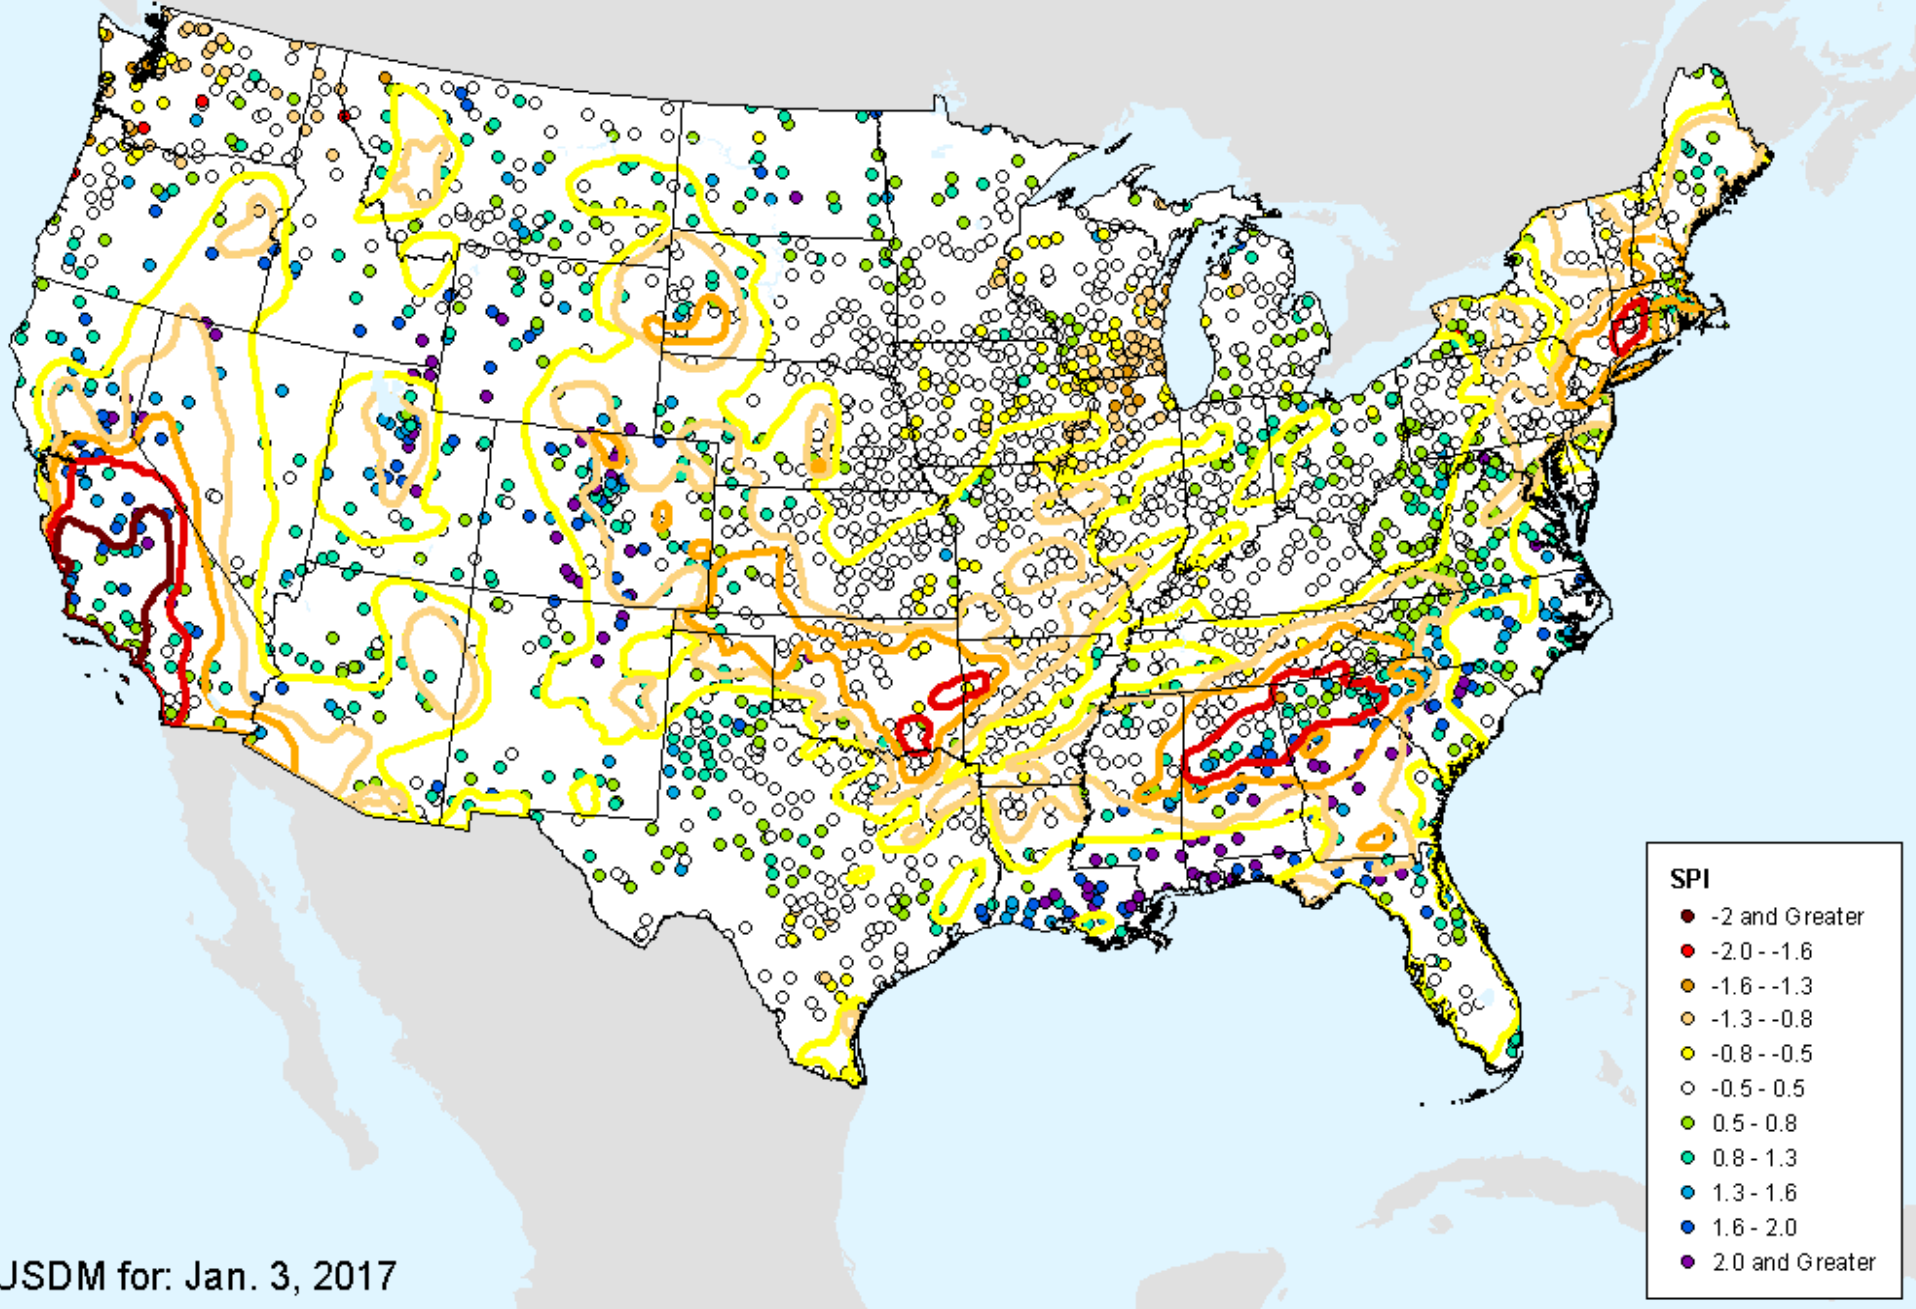 SPI
-2 and Greater
-2.0 - -1.6
-1.6 - -1.3
-1.3 - -0.8
-0.8 - -0.5
-0.5 - 0.5
0.5 - 0.8
0.8 - 1.3
1.3 - 1.6
1.6 - 2.0
2.0 and Greater
USDM for: Jan. 3, 2017